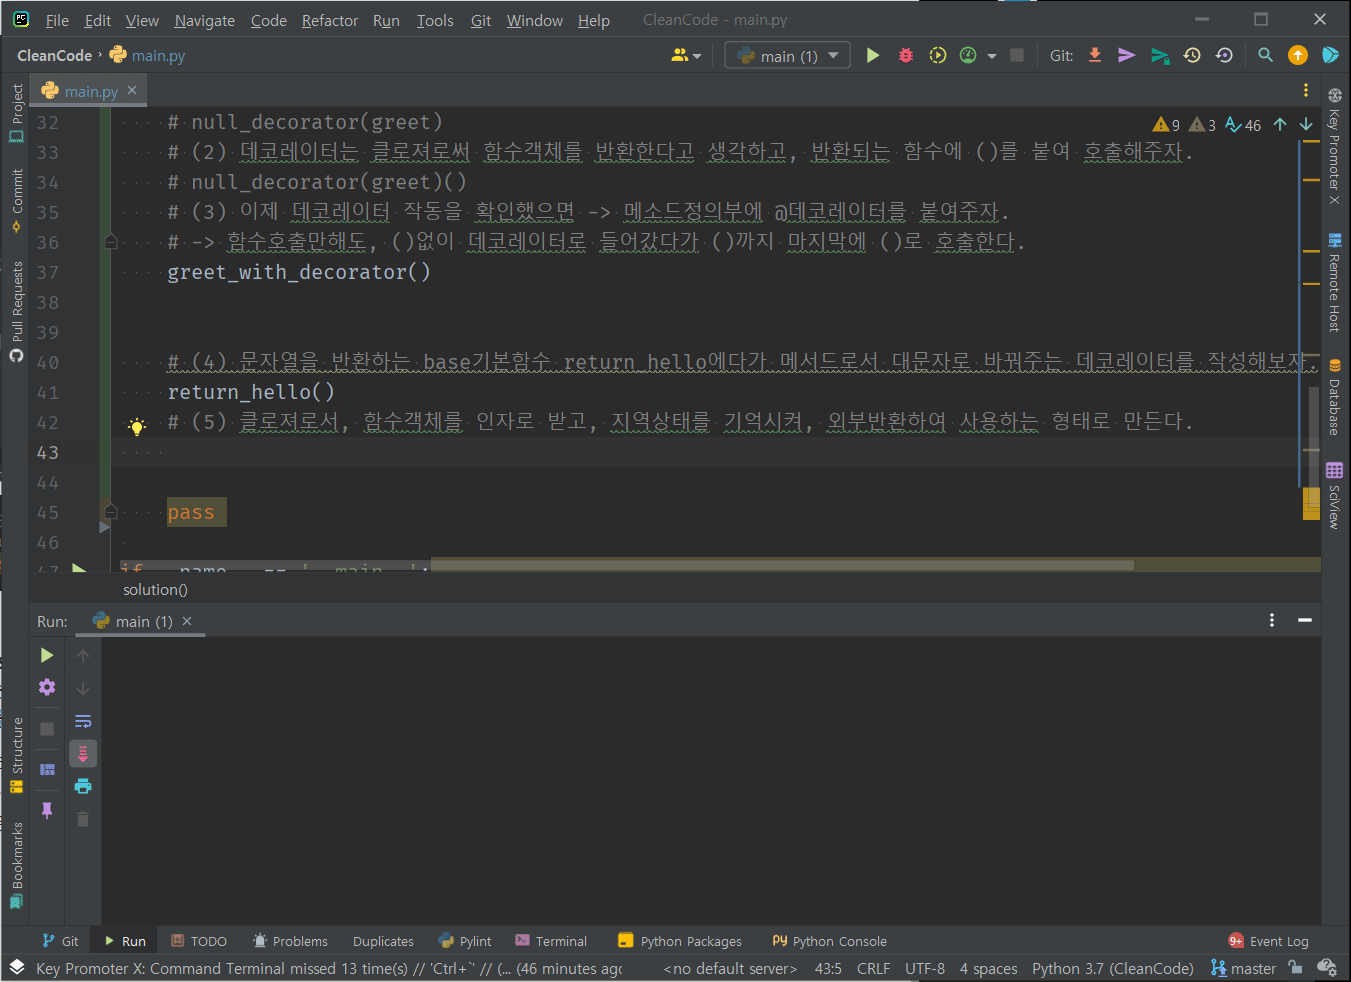 File Edit View Navigate Code Refactor Run Tools Git Window Help CleanCode - main.py
CleanCode › main.py main (1) Git:
main.py
9 3 46
32 # null_decorator(greet)
33 # (2) 데코레이터는 클로져로써 함수객체를 반환한다고 생각하고, 반환되는 함수에 ()를 붙여 호출해주자.
34 # null_decorator(greet)()
35 # (3) 이제 데코레이터 작동을 확인했으면 -> 메소드정의부에 @데코레이터를 붙여주자.
36 # -> 함수호출만해도, ()없이 데코레이터로 들어갔다가 ()까지 마지막에 ()로 호출한다.
37 greet_with_decorator()
38
39
40 # (4) 문자열을 반환하는 base기본함수 return_hello에다가 메서드로서 대문자로 바꿔주는 데코레이터를 작성해보자.
41 return_hello()
42 # (5) 클로져로서, 함수객체를 인자로 받고, 지역상태를 기억시켜, 외부반환하여 사용하는 형태로 만든다.
43
44
45 pass
46
47 if __name__ == '__main__':
solution()
Run: main (1)
Project
Commit
Pull Requests
Structure
Bookmarks
Key Promoter X
Remote Host
Database
SciView
Git Run TODO Problems Duplicates Pylint Terminal Python Packages Python Console 9+ Event Log
Key Promoter X: Command Terminal missed 13 time(s) // 'Ctrl+`' // (... (46 minutes ago <no default server> 43:5 CRLF UTF-8 4 spaces Python 3.7 (CleanCode) master